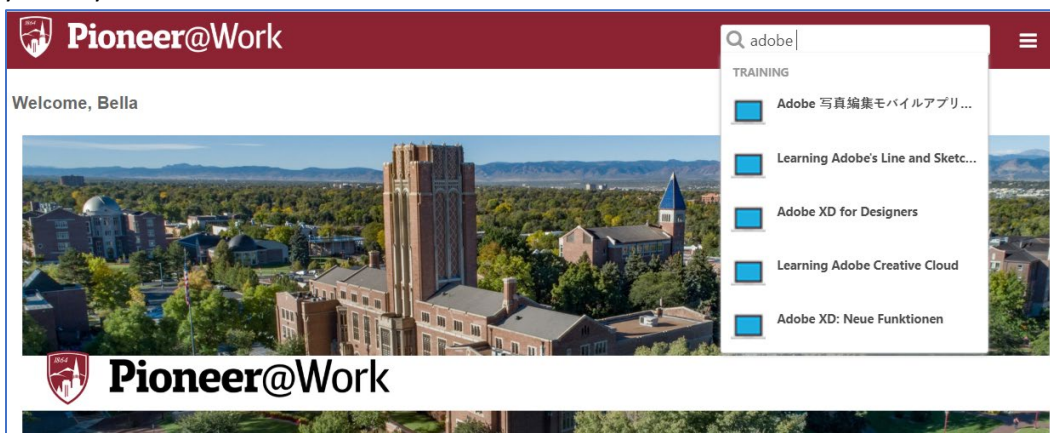 1864
Pioneer@Work
adobe
TRAINING
Welcome, Bella
Adobe 写真編集モバイルアプリ...
Learning Adobe's Line and Sketc...
Adobe XD for Designers
Learning Adobe Creative Cloud
Adobe XD: Neue Funktionen
1864
Pioneer@Work